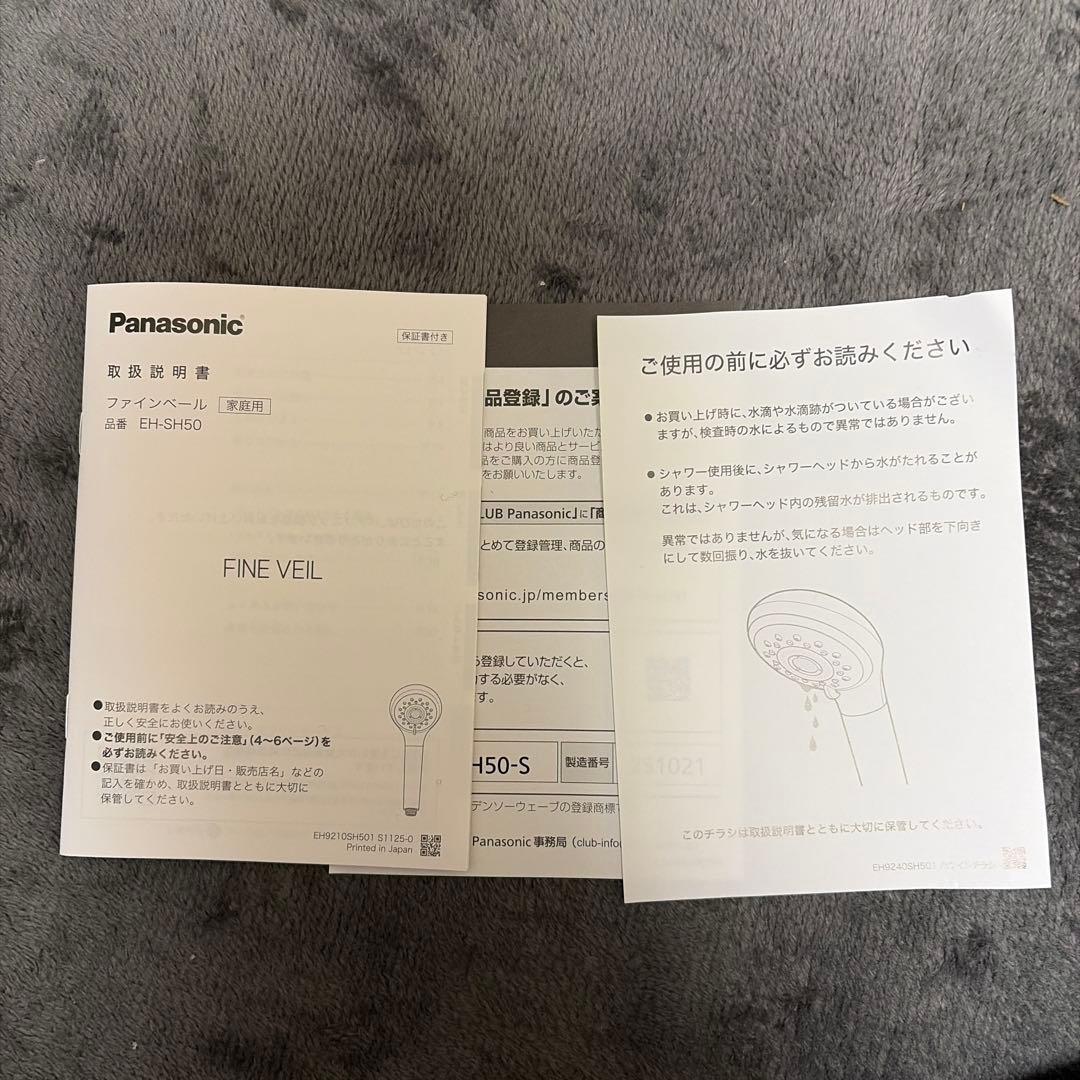 Panasonic
保証書付き
取扱説明書
ファインベール 家庭用
品番 EH-SH50
FINE VEIL
●取扱説明書をよくお読みのうえ、
正しく安全にお使いください。
●ご使用前に「安全上のご注意」(4〜6ページ)を
必ずお読みください。
●保証書は「お買い上げ日・販売店名」などの
記入を確かめ、取扱説明書とともに大切に
保管してください。
EH9210SH501 S1125-0
Printed in Japan
品登録」のご
商品をお買い上げいた
はより良い商品とサービ
品をご購入の方に商品登
をお願いいたします。
LUB Panasonic」に「商
とめて登録管理、商品の
sonic.jp/members
登録していただくと、
する必要がなく、
す。
H50-S
製造番号
S1021
デンソーウェーブの登録商標
Panasonic 事務局 (club-info
ご使用の前に必ずお読みください
●お買い上げ時に、水滴や水滴跡がついている場合がござい
ますが、検査時の水によるもので異常ではありません。
●シャワー使用後に、シャワーヘッドから水がたれることが
あります。
これは、シャワーヘッド内の残留水が排出されるものです。
異常ではありませんが、気になる場合はヘッド部を下向き
にして数回振り、水を抜いてください。
このチラシは取扱説明書とともに大切に保管してください。
EH9240SH501